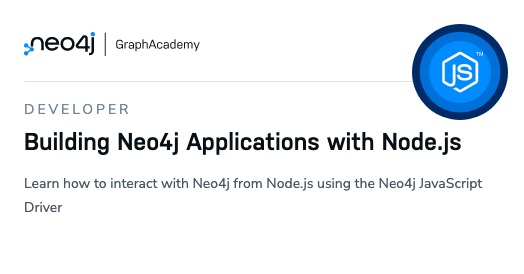 neo4j GraphAcademy
JS ™
DEVELOPER
Building Neo4j Applications with Node.js
Learn how to interact with Neo4j from Node.js using the Neo4j JavaScript
Driver